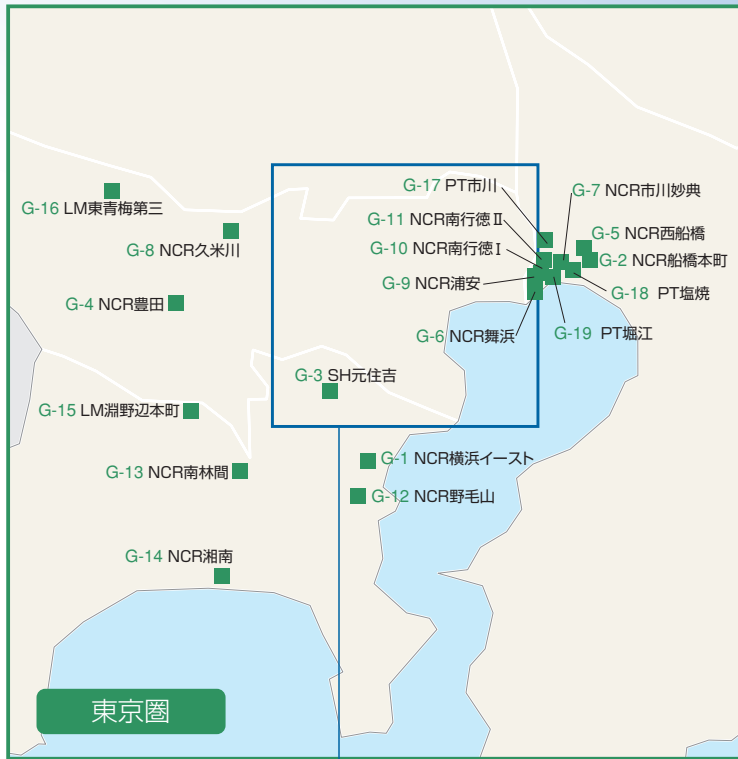 G-17 PT市川
G-7 NCR市川妙典
G-16 LM東青梅第三
G-11 NCR南行徳Ⅱ
G-5 NCR西船橋
G-8 NCR久米川
G-10 NCR南行徳Ⅰ
G-2 NCR船橋本町
G-9 NCR浦安
G-18 PT塩焼
G-4 NCR豊田
G-6 NCR舞浜
G-19 PT堀江
G-3 SH元住吉
G-15 LM淵野辺本町
G-1 NCR横浜イースト
G-13 NCR南林間
G-12 NCR野毛山
G-14 NCR湘南
東京圏